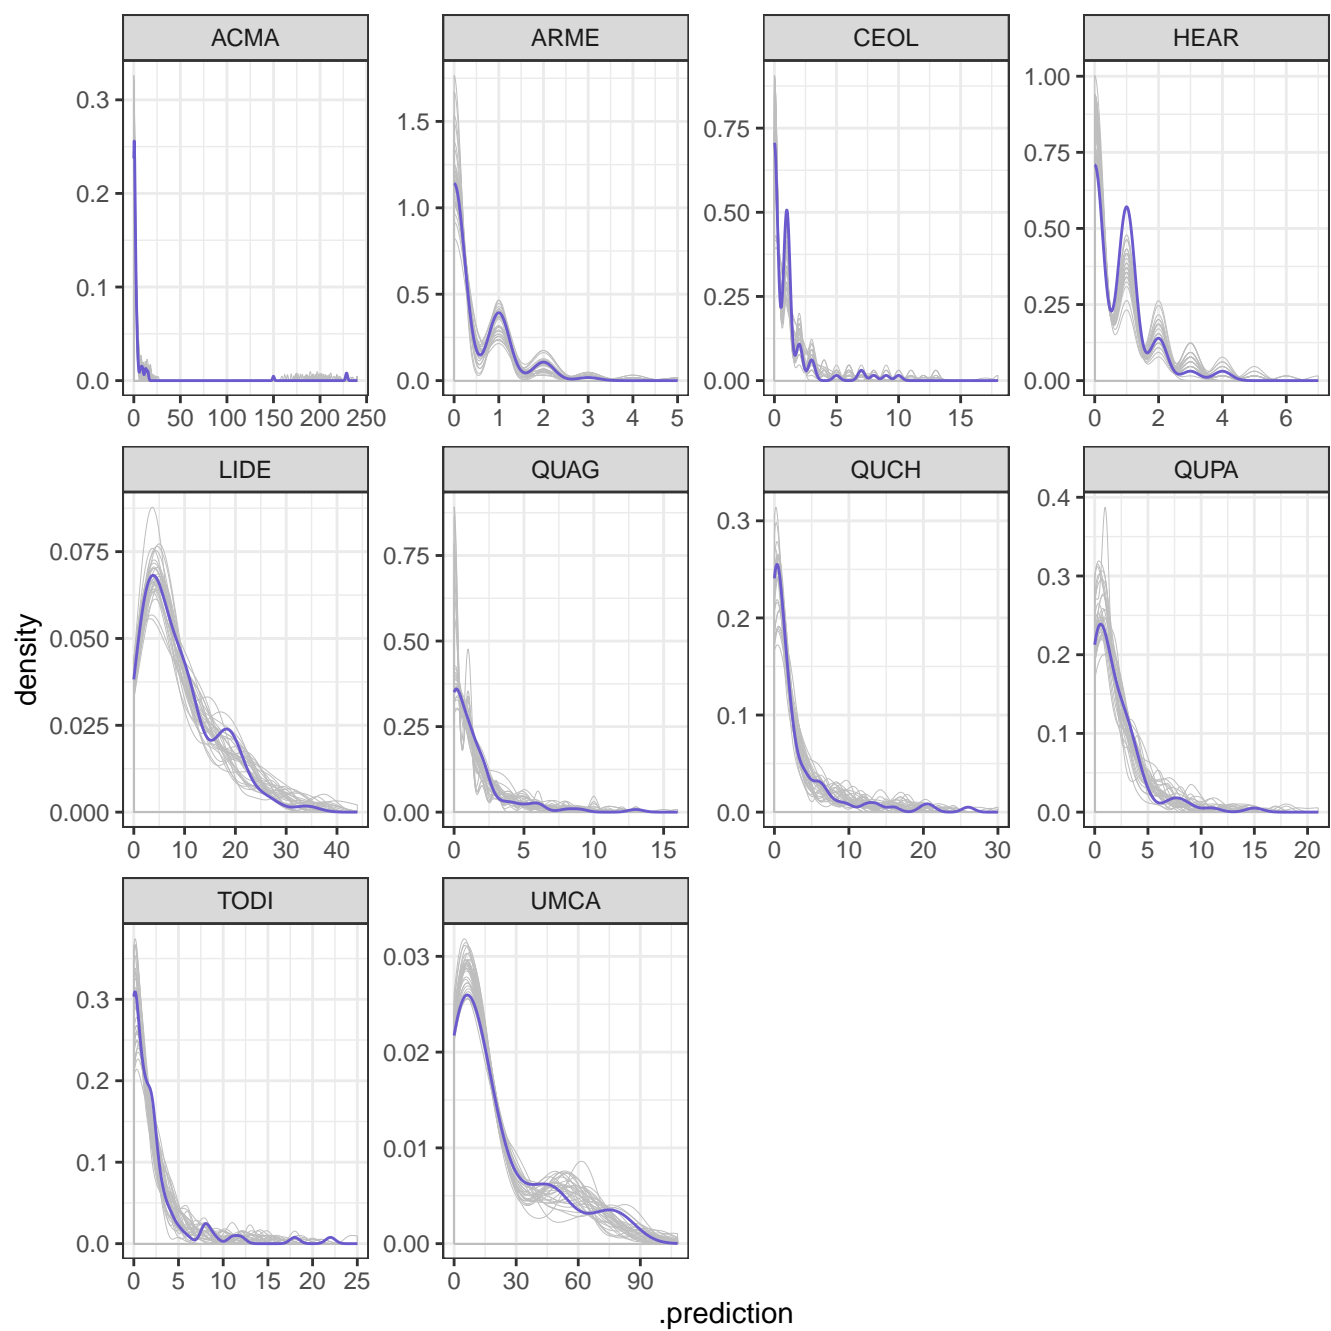 ACMA ARME CEOL HEAR
0.3 1.5 0.75 1.00
0.2 1.0 0.50 0.75
0.1 0.5 0.25 0.50
0.0 0.0 0.00 0.25
0.00
0 50 100 150 200 250 0 1 2 3 4 5 0 5 10 15 0 2 4 6
LIDE QUAG QUCH QUPA
0.075 0.75 0.3 0.4
0.050 0.50 0.2 0.3
0.025 0.25 0.1 0.2
0.000 0.00 0.0 0.1
0.0
0 10 20 30 40 0 5 10 15 0 10 20 30 0 5 10 15 20
density
TODI UMCA
0.3 0.03
0.2 0.02
0.1 0.01
0.0 0.00
0 5 10 15 20 25 0 30 60 90
.prediction